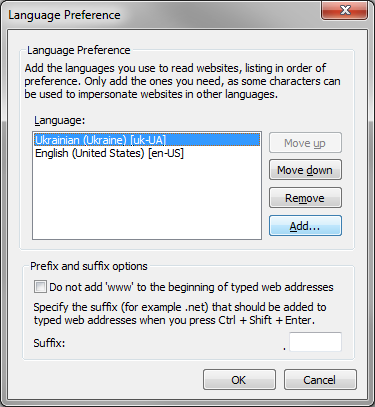 Language Preference
Language Preference
Add the languages you use to read websites, listing in order of
preference. Only add the ones you need, as some characters can
be used to impersonate websites in other languages.
Language:
Ukrainian (Ukraine) [uk-UA]
English (United States) [en-US]
Move up
Move down
Remove
Add...
Prefix and suffix options
Do not add 'www' to the beginning of typed web addresses
Specify the suffix (for example .net) that should be added to
typed web addresses when you press Ctrl + Shift + Enter.
Suffix: .
OK Cancel